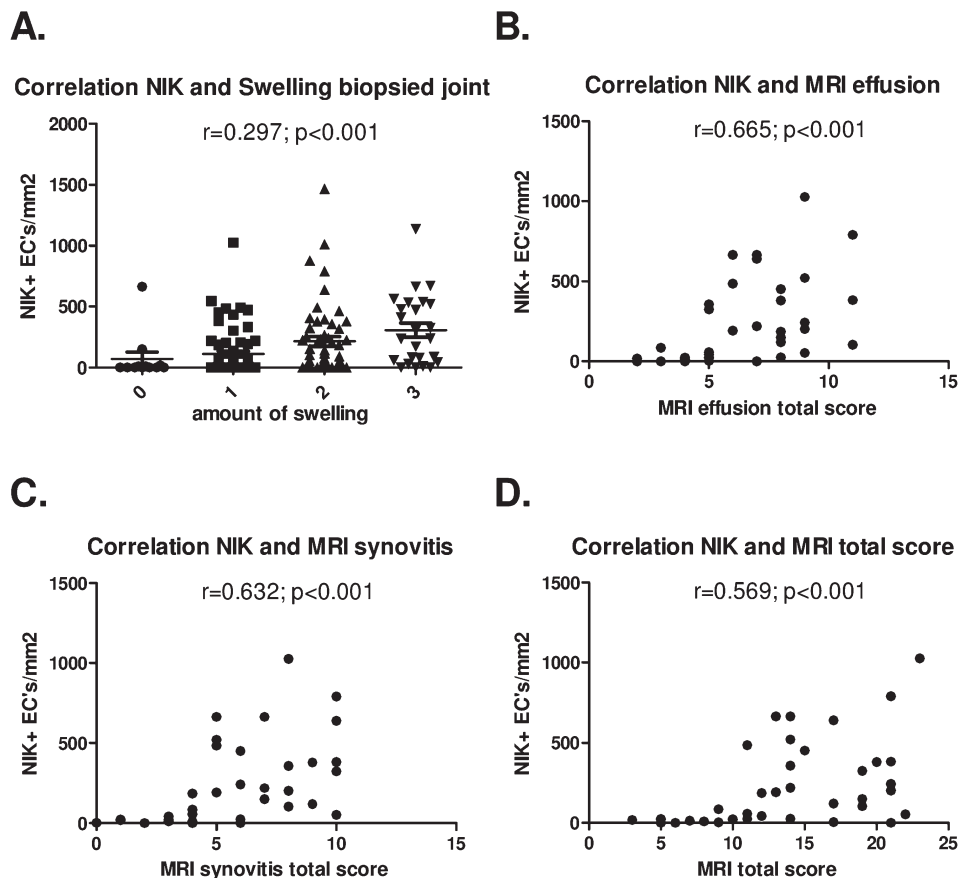 A.
Correlation NIK and Swelling biopsied joint
r=0.297; p<0.001
NIK+ EC's/mm2
2000
1500
1000
500
0
0 1 2 3
amount of swelling
B.
Correlation NIK and MRI effusion
r=0.665; p<0.001
NIK+ EC's/mm2
1500
1000
500
0
0 5 10 15
MRI effusion total score
C.
Correlation NIK and MRI synovitis
r=0.632; p<0.001
NIK+ EC's/mm2
1500
1000
500
0
0 5 10 15
MRI synovitis total score
D.
Correlation NIK and MRI total score
r=0.569; p<0.001
NIK+ EC's/mm2
1500
1000
500
0
0 5 10 15 20 25
MRI total score